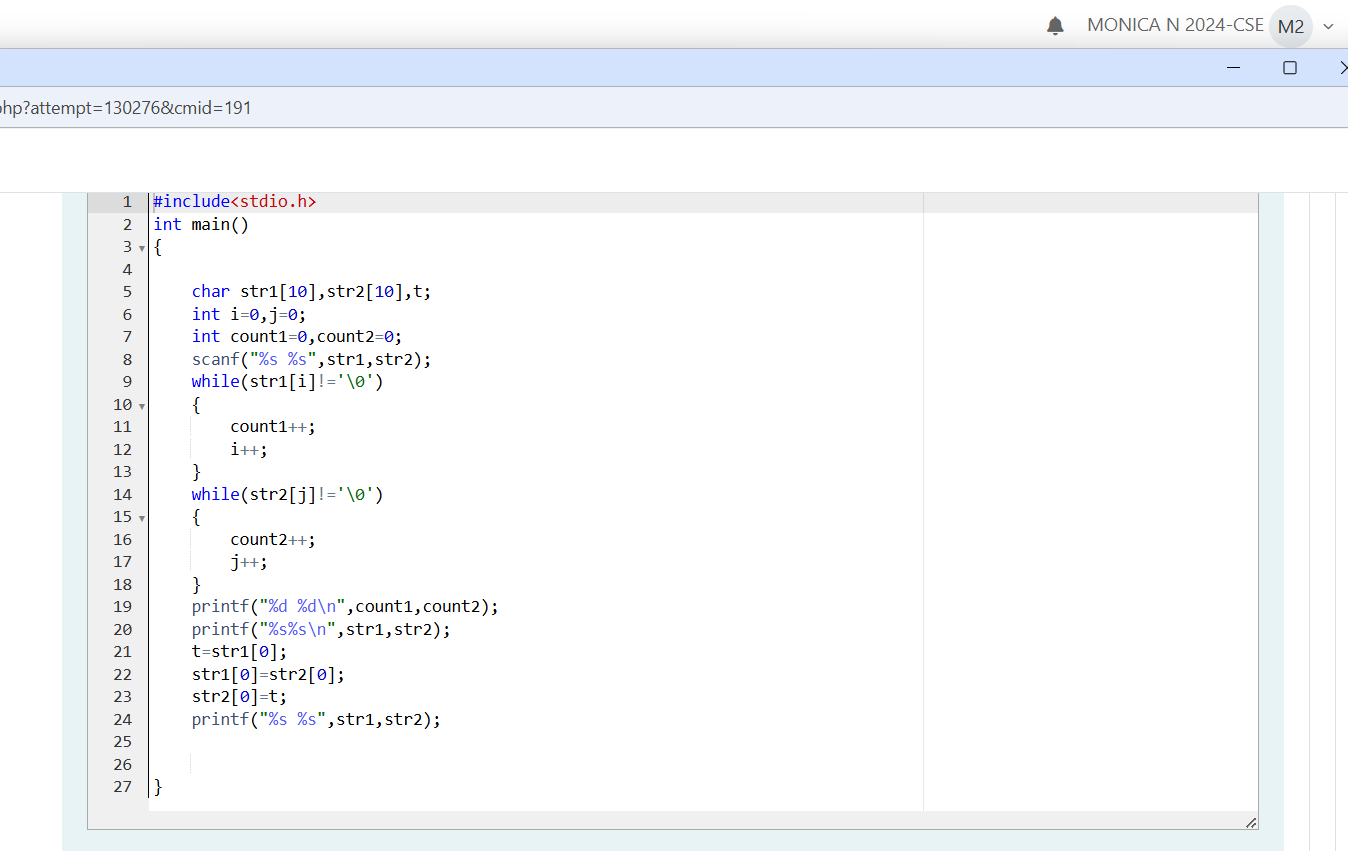 MONICA N 2024-CSE M2
php?attempt=130276&cmid=191
1 #include<stdio.h>
2 int main()
3 {
4
5 char str1[10],str2[10],t;
6 int i=0,j=0;
7 int count1=0,count2=0;
8 scanf("%s %s",str1,str2);
9 while(str1[i]!='\0')
10 {
11 count1++;
12 i++;
13 }
14 while(str2[j]!='\0')
15 {
16 count2++;
17 j++;
18 }
19 printf("%d %d\n",count1,count2);
20 printf("%s%s\n",str1,str2);
21 t=str1[0];
22 str1[0]=str2[0];
23 str2[0]=t;
24 printf("%s %s",str1,str2);
25
26
27 }